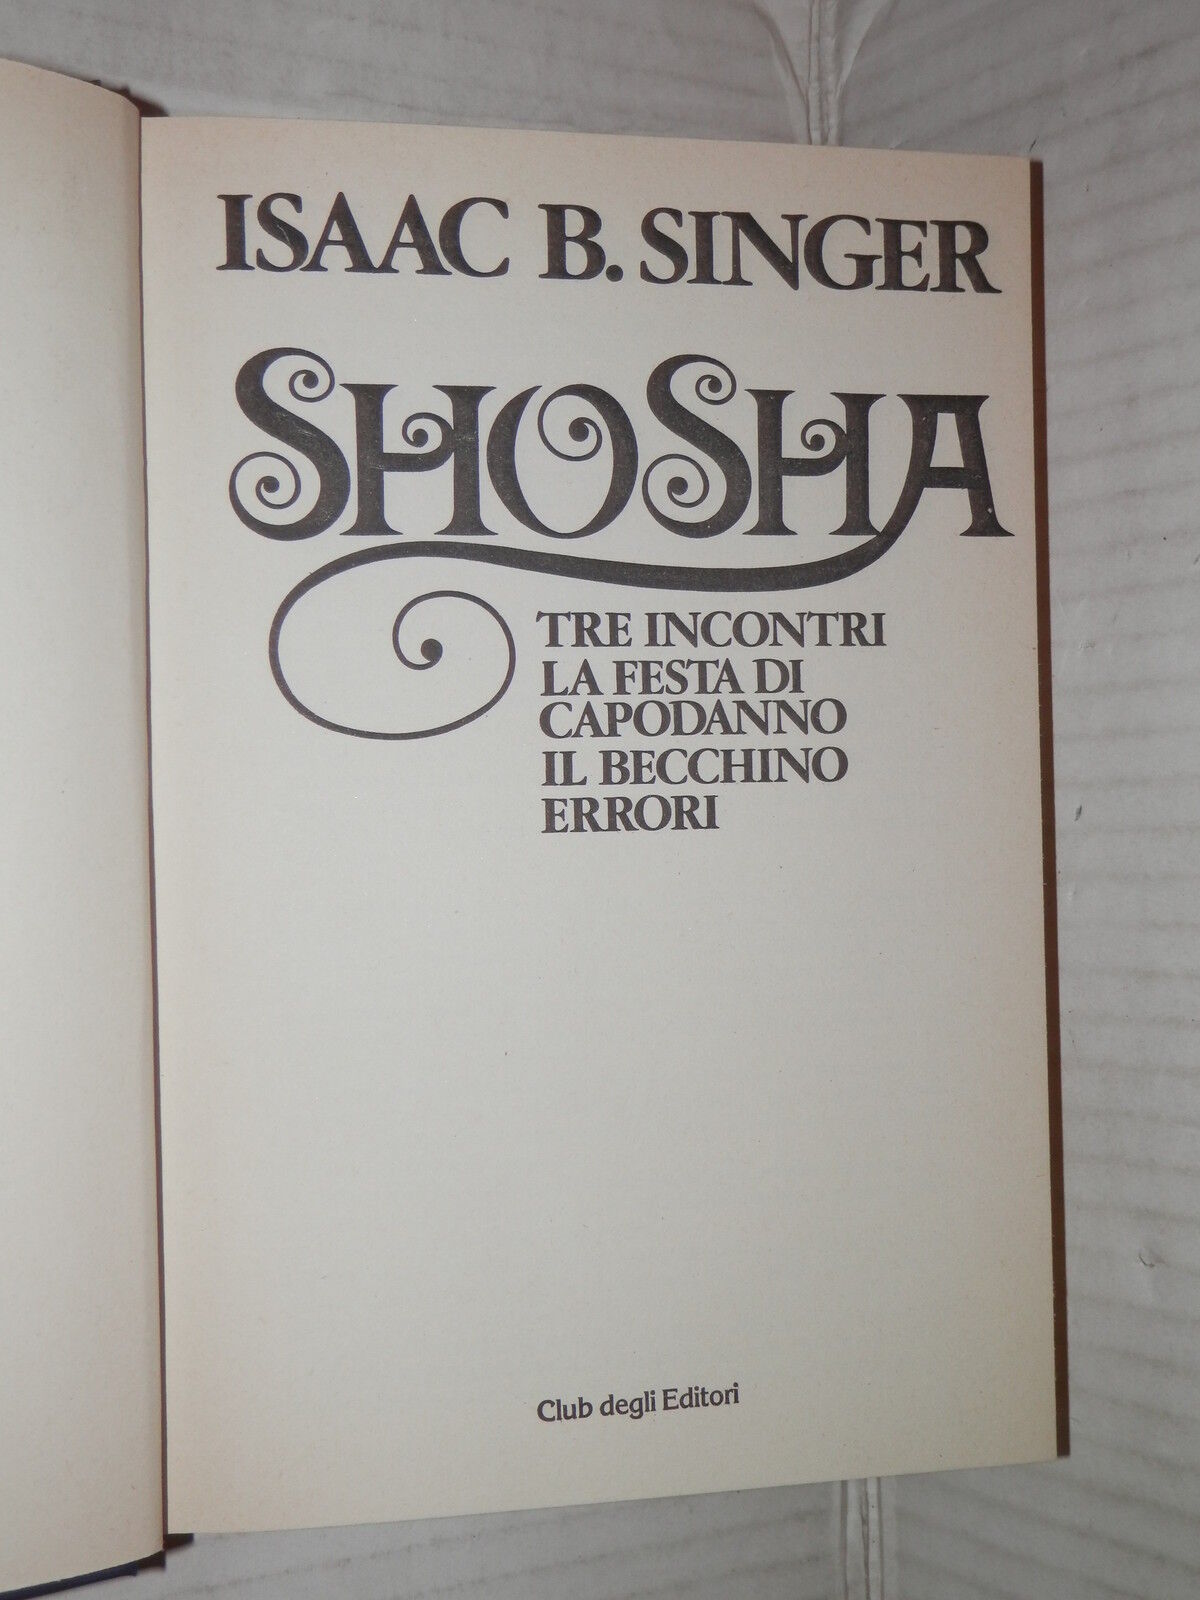 ISAAC B. SINGER
SHOSHA
TRE INCONTRI
LA FESTA DI
CAPODANNO
IL BECCHINO
ERRORI
Club degli Editori